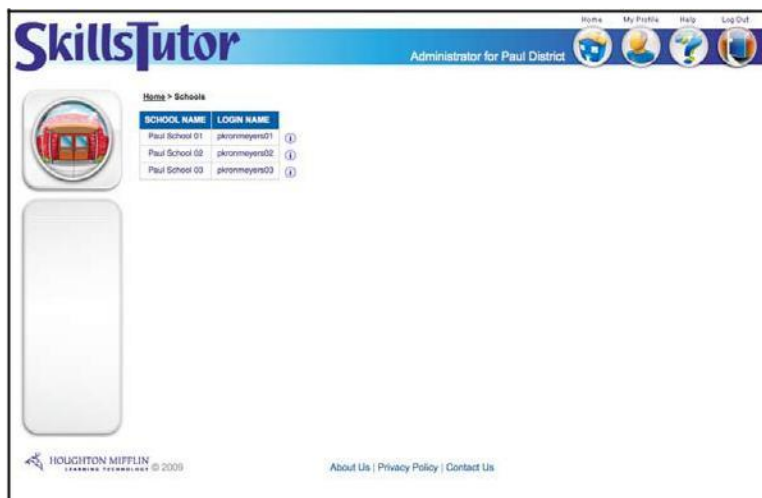 Home My Profile Help Log Out
SkillsTutor
Administrator for Paul District
Home > Schools
SCHOOL NAME LOGIN NAME
Paul School 01 pkronmeyers01
Paul School 02 pkronmeyers02
Paul School 03 pkronmeyers03
HOUGHTON MIFFLIN
LEARNING TECHNOLOGY © 2009
About Us | Privacy Policy | Contact Us